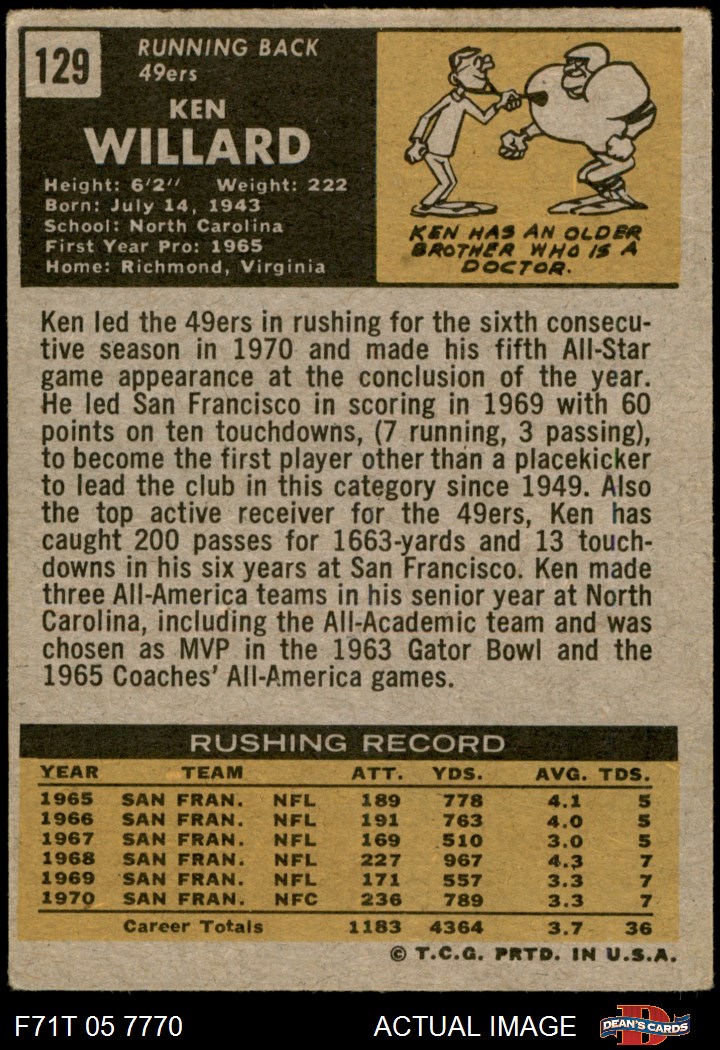 129
RUNNING BACK
49ers
KEN
WILLARD
Height: 6'2" Weight: 222
Born: July 14, 1943
School: North Carolina
First Year Pro: 1965
Home: Richmond, Virginia
KEN HAS AN OLDER
BROTHER WHO IS A
DOCTOR.
Ken led the 49ers in rushing for the sixth consecu-
tive season in 1970 and made his fifth All-Star
game appearance at the conclusion of the year.
He led San Francisco in scoring in 1969 with 60
points on ten touchdowns, (7 running, 3 passing),
to become the first player other than a placekicker
to lead the club in this category since 1949. Also
the top active receiver for the 49ers, Ken has
caught 200 passes for 1663-yards and 13 touch-
downs in his six years at San Francisco. Ken made
three All-America teams in his senior year at North
Carolina, including the All-Academic team and was
chosen as MVP in the 1963 Gator Bowl and the
1965 Coaches' All-America games.
RUSHING RECORD
YEAR TEAM ATT. YDS. AVG. TDS.
1965 SAN FRAN. NFL 189 778 4.1 5
1966 SAN FRAN. NFL 191 763 4.0 5
1967 SAN FRAN. NFL 169 510 3.0 5
1968 SAN FRAN. NFL 227 967 4.3 7
1969 SAN FRAN. NFL 171 557 3.3 7
1970 SAN FRAN. NFC 236 789 3.3 7
Career Totals 1183 4364 3.7 36
© T.C.G. PRTD. IN U.S.A.
F71T 05 7770 ACTUAL IMAGE D DEAN'S CARDS